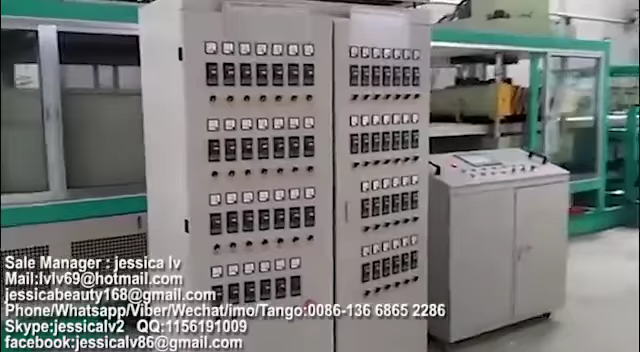 Sale Manager : jessica lv
Mail:lvlv69@hotmail.com
jessicabeauty168@gmail.com
Phone/Whatsapp/Viber/Wechat/imo/Tango:0086-136 6865 2286
Skype:jessicalv2 QQ:1156191009
facebook:jessicalv86@gmail.com